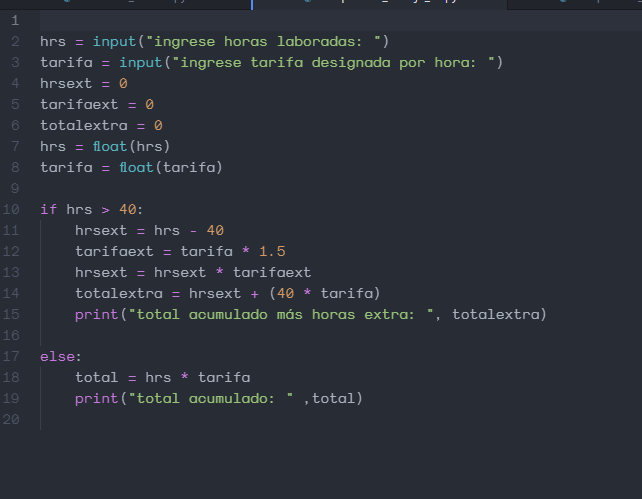 1
2 hrs = input("ingrese horas laboradas: ")
3 tarifa = input("ingrese tarifa designada por hora: ")
4 hrsext = 0
5 tarifaext = 0
6 totalextra = 0
7 hrs = float(hrs)
8 tarifa = float(tarifa)
9
10 if hrs > 40:
11     hrsext = hrs - 40
12     tarifaext = tarifa * 1.5
13     hrsext = hrsext * tarifaext
14     totalextra = hrsext + (40 * tarifa)
15     print("total acumulado más horas extra: ", totalextra)
16
17 else:
18     total = hrs * tarifa
19     print("total acumulado: " ,total)
20